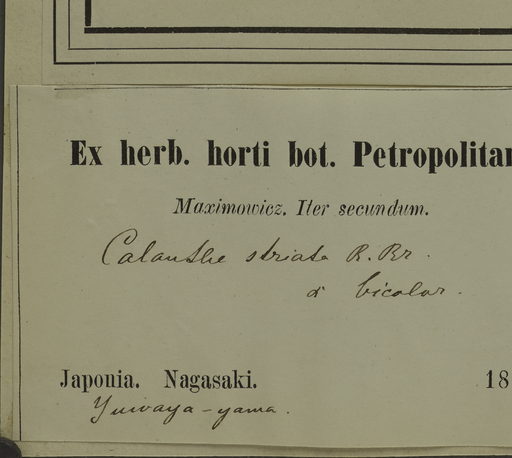 Ex herb. horti bot. Petropolitan
Maximowicz. Iter secundum.
Calanthe striata R. Br.
α bicolor.
Japonia. Nagasaki. 18
Yuwaya-yama.